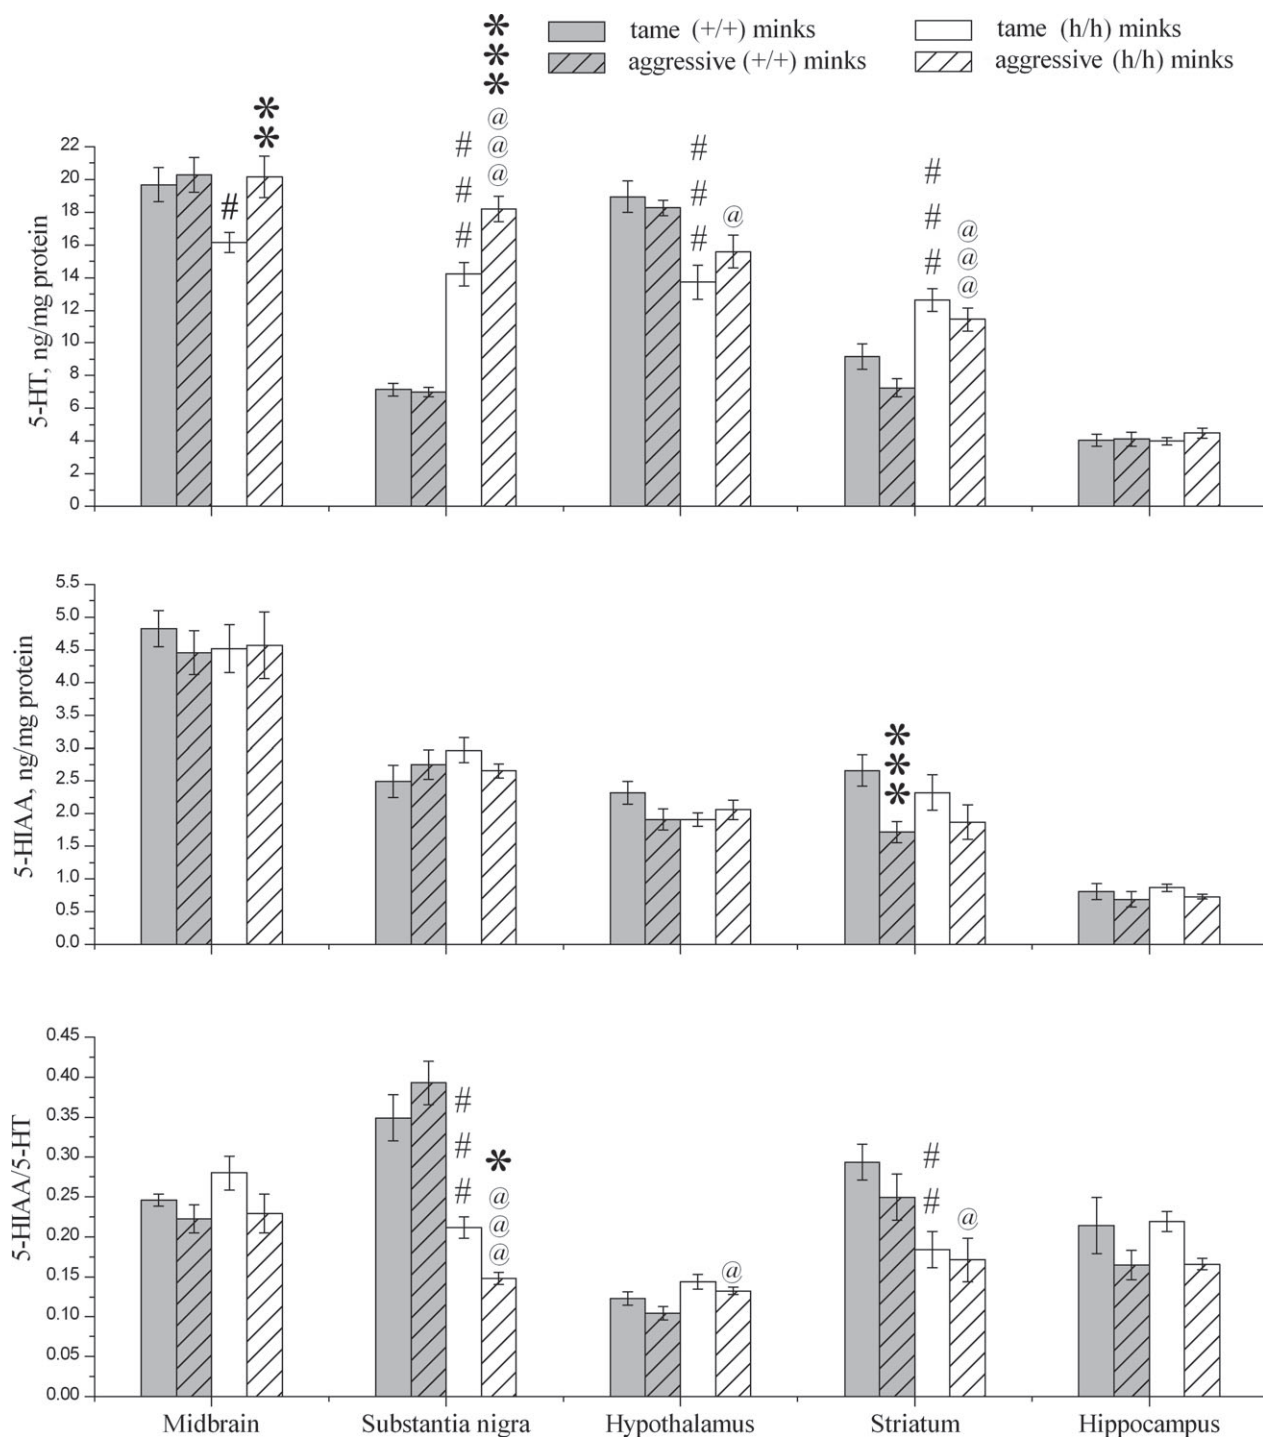 tame (+/+) minks
tame (h/h) minks
aggressive (+/+) minks
aggressive (h/h) minks
5-HT, ng/mg protein
22
20
18
16
14
12
10
8
6
4
2
0
* *
#
# # #
* * *
@ @ @
# # #
@
# # #
@ @ @
5-HIAA, ng/mg protein
5.5
5.0
4.5
4.0
3.5
3.0
2.5
2.0
1.5
1.0
0.5
0.0
* * *
5-HIAA/5-HT
0.45
0.40
0.35
0.30
0.25
0.20
0.15
0.10
0.05
0.00
# # #
*
@ @ @
@
# #
@
Midbrain
Substantia nigra
Hypothalamus
Striatum
Hippocampus